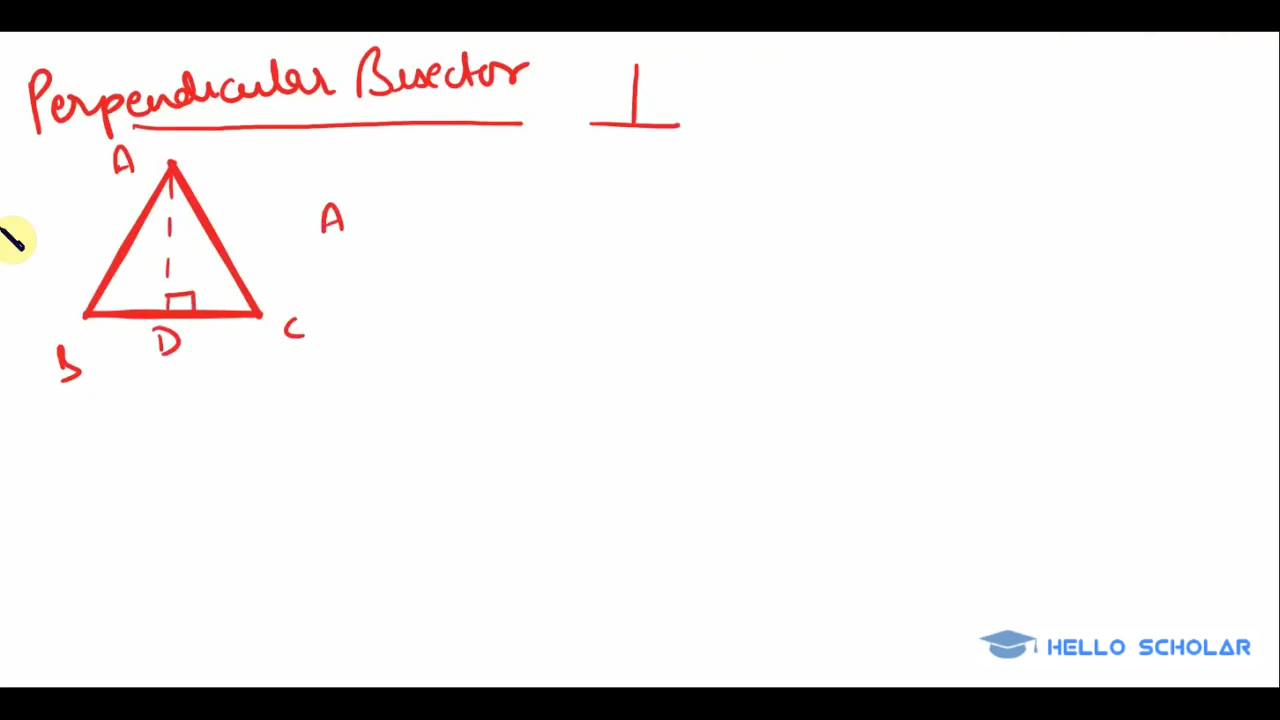 Perpendicular Bisector ⊥
A
A
B D C
HELLO SCHOLAR